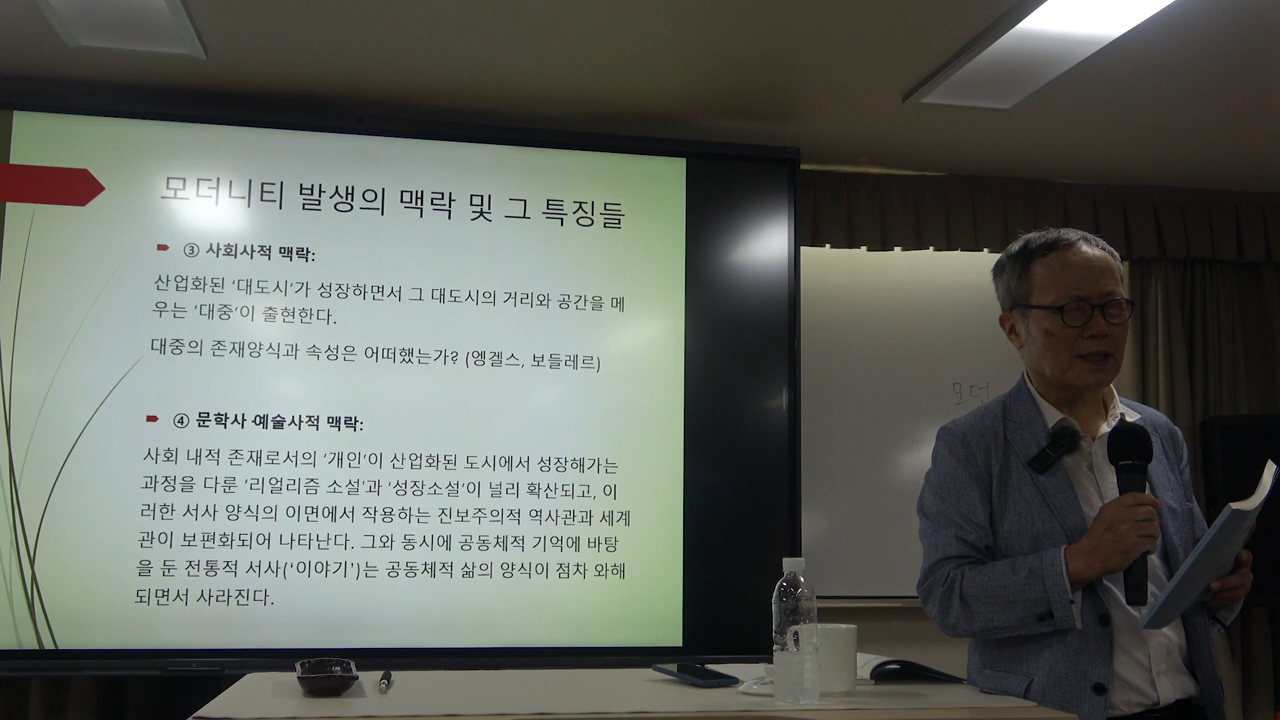 모더니티 발생의 맥락 및 그 특징들
③ 사회사적 맥락:
산업화된 ‘대도시’가 성장하면서 그 대도시의 거리와 공간을 메
우는 ‘대중’이 출현한다.
대중의 존재양식과 속성은 어떠했는가? (엥겔스, 보들레르)
④ 문학사·예술사적 맥락:
사회 내적 존재로서의 ‘개인’이 산업화된 도시에서 성장해가는
과정을 다룬 ‘리얼리즘 소설’과 ‘성장소설’이 널리 확산되고, 이
러한 서사 양식의 이면에서 작용하는 진보주의적 역사관과 세계
관이 보편화되어 나타난다. 그와 동시에 공동체적 기억에 바탕
을 둔 전통적 서사(‘이야기’)는 공동체적 삶의 양식이 점차 와해
되면서 사라진다.
모던